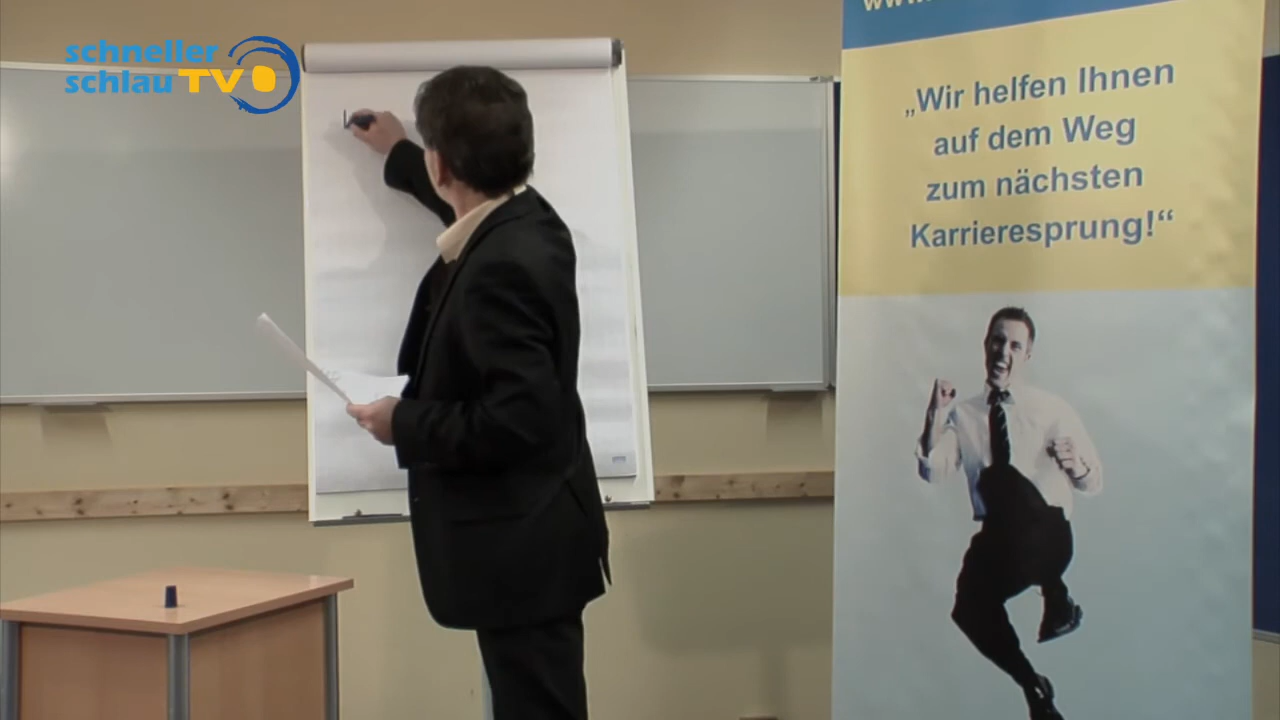 schneller
schlau TV
„Wir helfen Ihnen
auf dem Weg
zum nächsten
Karrieresprung!“